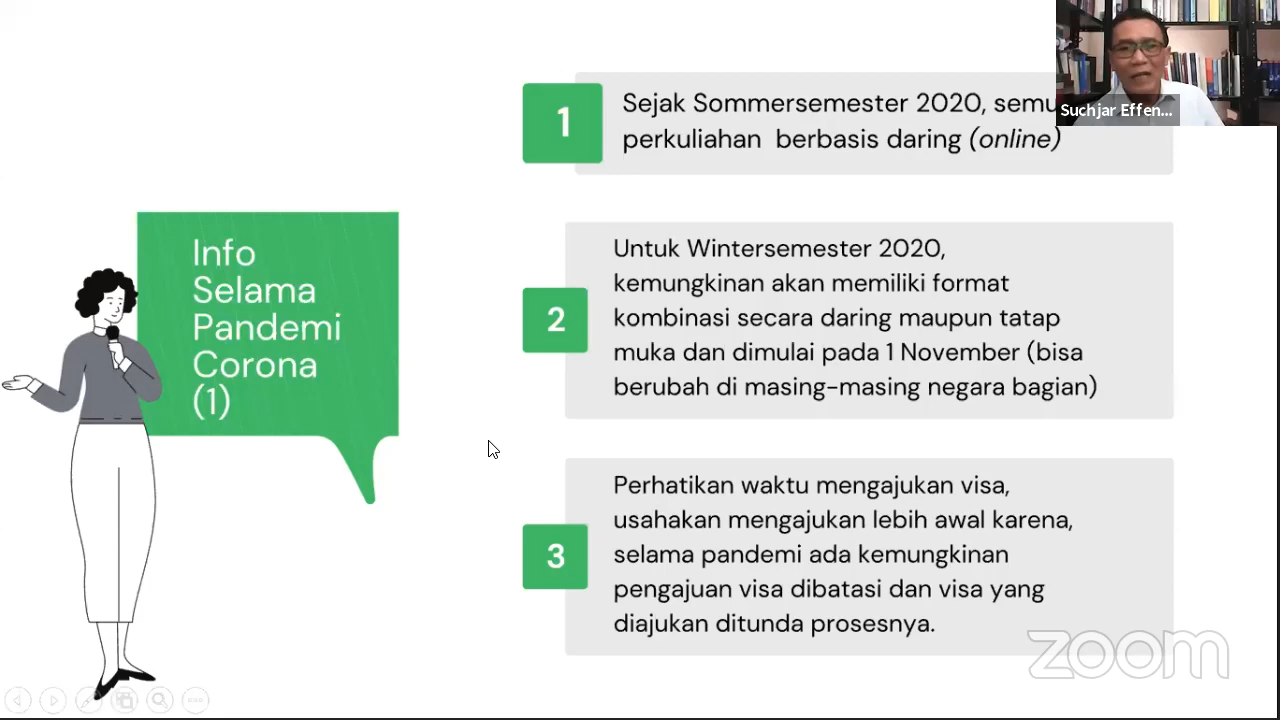 Info
Selama
Pandemi
Corona
(1)
1
Sejak Sommersemester 2020, semu
perkuliahan berbasis daring (online)
Suchjar Effen...
2
Untuk Wintersemester 2020,
kemungkinan akan memiliki format
kombinasi secara daring maupun tatap
muka dan dimulai pada 1 November (bisa
berubah di masing-masing negara bagian)
3
Perhatikan waktu mengajukan visa,
usahakan mengajukan lebih awal karena,
selama pandemi ada kemungkinan
pengajuan visa dibatasi dan visa yang
diajukan ditunda prosesnya.
zoom